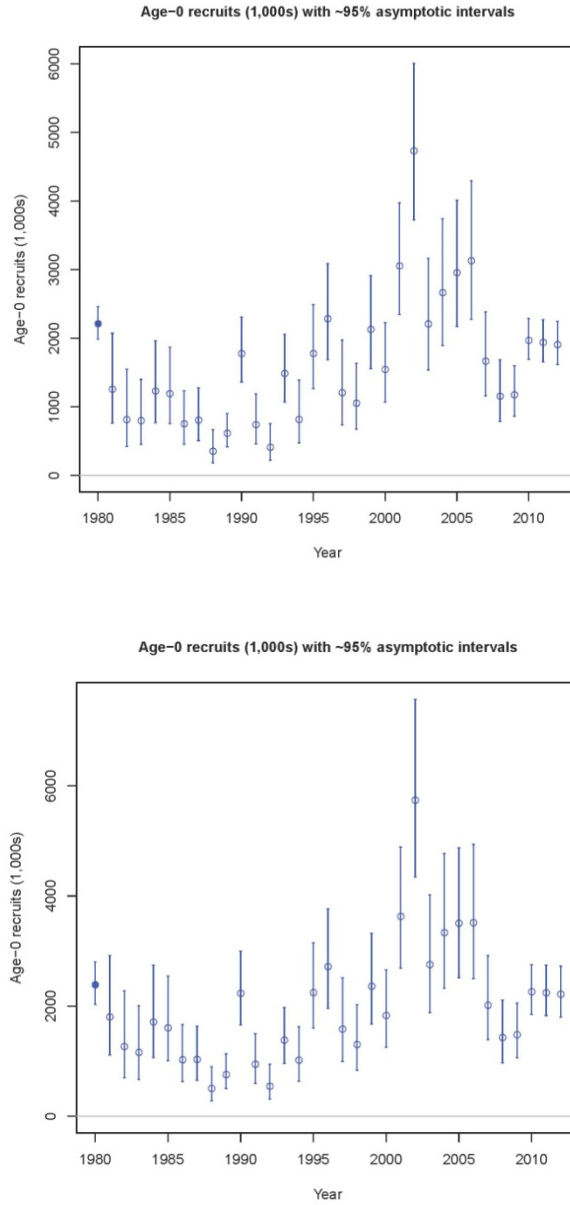 Age−0 recruits (1,000s) with ~95% asymptotic intervals
Age−0 recruits (1,000s)
6000
5000
4000
3000
2000
1000
0
1980 1985 1990 1995 2000 2005 2010
Year
Age−0 recruits (1,000s) with ~95% asymptotic intervals
Age−0 recruits (1,000s)
6000
4000
2000
0
1980 1985 1990 1995 2000 2005 2010
Year